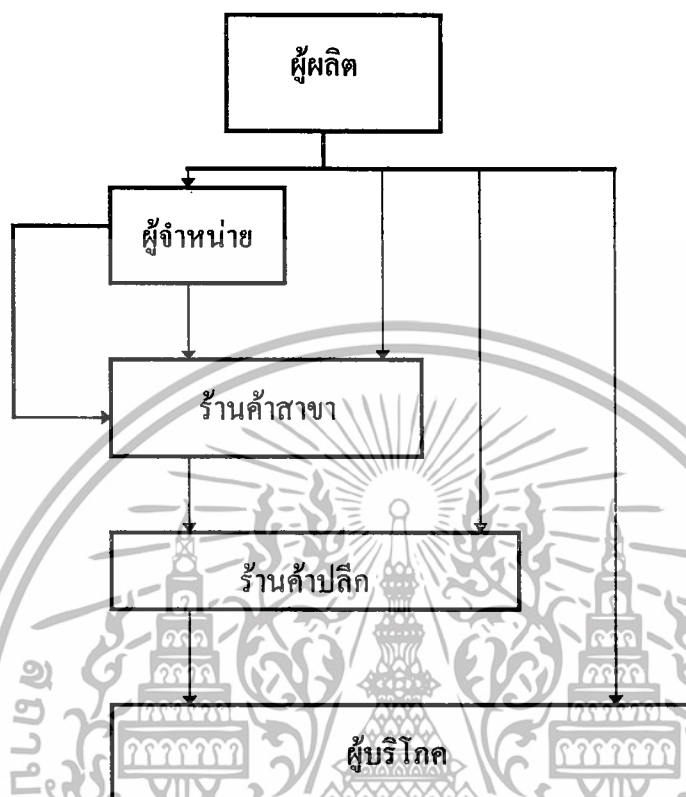 ผู้ผลิต
ผู้จำหน่าย
ร้านค้าสาขา
ร้านค้าปลีก
ผู้บริโภค